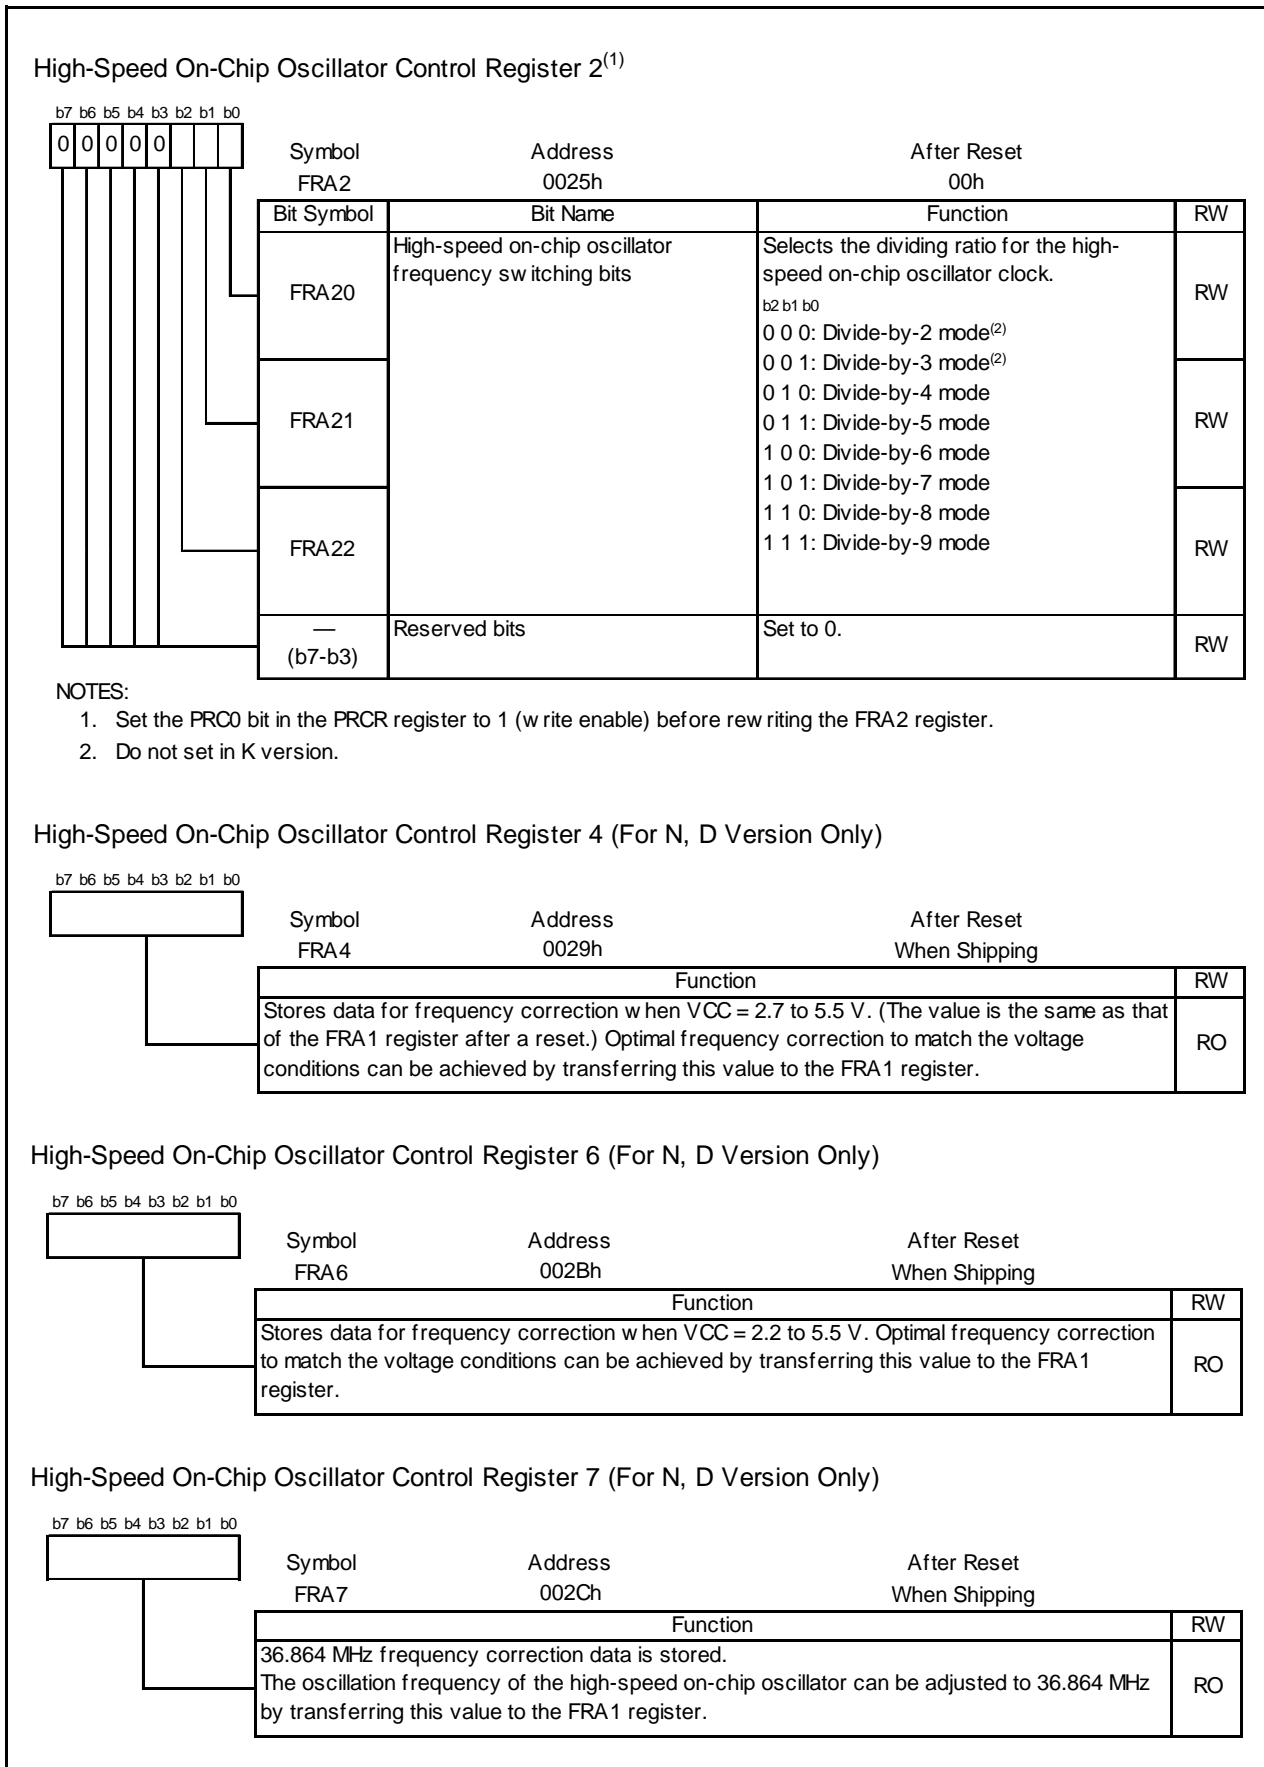 High-Speed On-Chip Oscillator Control Register 2(1)
b7 b6 b5 b4 b3 b2 b1 b0
0 0 0 0 0
Symbol Address After Reset
FRA2 0025h 00h
Bit Symbol Bit Name Function RW
FRA20 High-speed on-chip oscillator frequency switching bits Selects the dividing ratio for the high-
speed on-chip oscillator clock. RW
b2 b1 b0
0 0 0: Divide-by-2 mode(2)
0 0 1: Divide-by-3 mode(2)
0 1 0: Divide-by-4 mode
FRA21 0 1 1: Divide-by-5 mode RW
1 0 0: Divide-by-6 mode
1 0 1: Divide-by-7 mode
1 1 0: Divide-by-8 mode
FRA22 1 1 1: Divide-by-9 mode RW
— Reserved bits Set to 0. RW
(b7-b3)
NOTES:
1. Set the PRC0 bit in the PRCR register to 1 (write enable) before rewriting the FRA2 register.
2. Do not set in K version.
High-Speed On-Chip Oscillator Control Register 4 (For N, D Version Only)
b7 b6 b5 b4 b3 b2 b1 b0
Symbol Address After Reset
FRA4 0029h When Shipping
Function RW
Stores data for frequency correction when VCC = 2.7 to 5.5 V. (The value is the same as that
of the FRA1 register after a reset.) Optimal frequency correction to match the voltage RO
conditions can be achieved by transferring this value to the FRA1 register.
High-Speed On-Chip Oscillator Control Register 6 (For N, D Version Only)
b7 b6 b5 b4 b3 b2 b1 b0
Symbol Address After Reset
FRA6 002Bh When Shipping
Function RW
Stores data for frequency correction when VCC = 2.2 to 5.5 V. Optimal frequency correction
to match the voltage conditions can be achieved by transferring this value to the FRA1 RO
register.
High-Speed On-Chip Oscillator Control Register 7 (For N, D Version Only)
b7 b6 b5 b4 b3 b2 b1 b0
Symbol Address After Reset
FRA7 002Ch When Shipping
Function RW
36.864 MHz frequency correction data is stored.
The oscillation frequency of the high-speed on-chip oscillator can be adjusted to 36.864 MHz RO
by transferring this value to the FRA1 register.